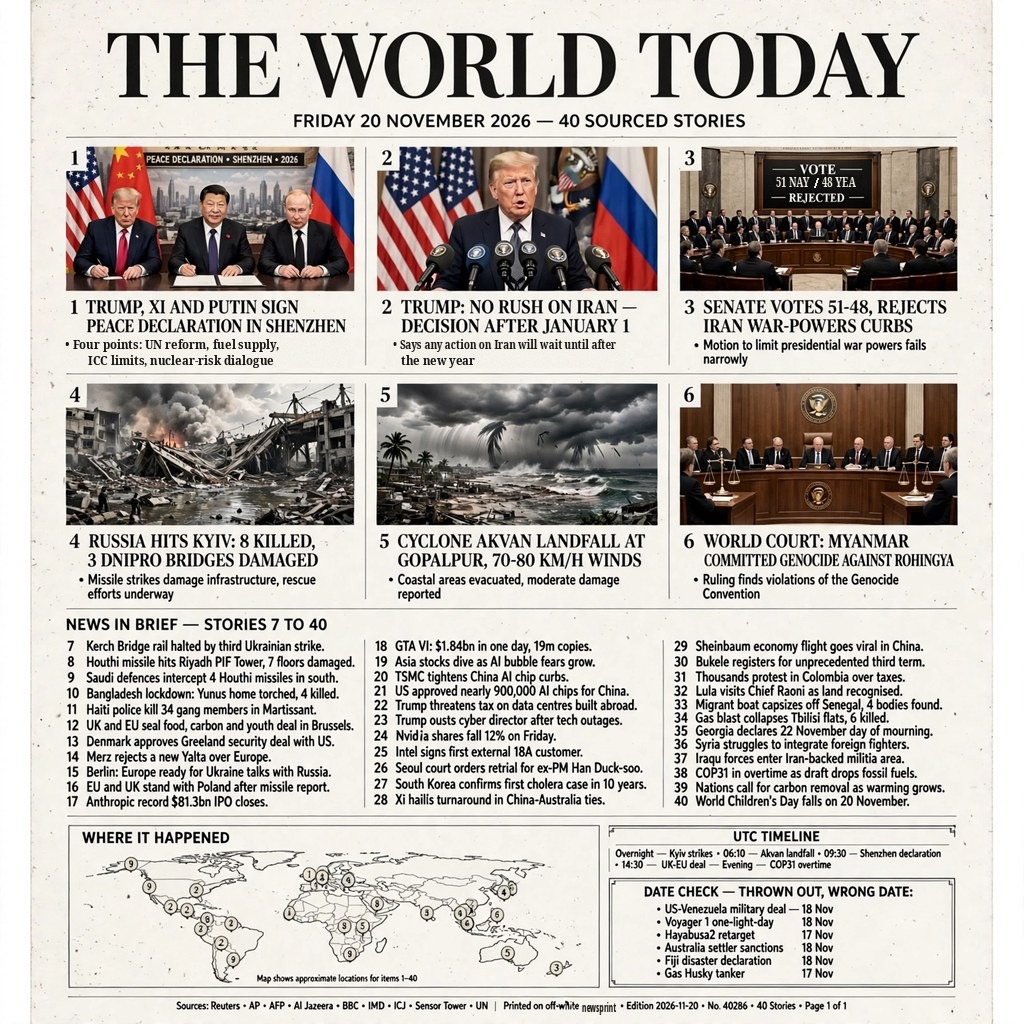 THE WORLD TODAY
FRIDAY 20 NOVEMBER 2026 — 40 SOURCED STORIES
1
PEACE DECLARATION • SHENZHEN • 2026
1 TRUMP, XI AND PUTIN SIGN
PEACE DECLARATION IN SHENZHEN
• Four points: UN reform, fuel supply,
ICC limits, nuclear-risk dialogue
2
2 TRUMP: NO RUSH ON IRAN —
DECISION AFTER JANUARY 1
• Says any action on Iran will wait until after
the new year
3
VOTE
51 NAY / 48 YEA
REJECTED
3 SENATE VOTES 51-48, REJECTS
IRAN WAR-POWERS CURBS
• Motion to limit presidential war powers fails
narrowly
4
4 RUSSIA HITS KYIV: 8 KILLED,
3 DNIPRO BRIDGES DAMAGED
• Missile strikes damage infrastructure, rescue
efforts underway
5
5 CYCLONE AKVAN LANDFALL AT
GOPALPUR, 70-80 KM/H WINDS
• Coastal areas evacuated, moderate damage
reported
6
6 WORLD COURT: MYANMAR
COMMITTED GENOCIDE AGAINST ROHINGYA
• Ruling finds violations of the Genocide
Convention
NEWS IN BRIEF — STORIES 7 TO 40
7 Kerch Bridge rail halted by third Ukrainian strike.
8 Houthi missile hits Riyadh PIF Tower, 7 floors damaged.
9 Saudi defences intercept 4 Houthi missiles in south.
10 Bangladesh lockdown: Yunus home torched, 4 killed.
11 Haiti police kill 34 gang members in Martissant.
12 UK and EU seal food, carbon and youth deal in Brussels.
13 Denmark approves Greeland security deal with US.
14 Merz rejects a new Yalta over Europe.
15 Berlin: Europe ready for Ukraine talks with Russia.
16 EU and UK stand with Poland after missile report.
17 Anthropic record $81.3bn IPO closes.
18 GTA VI: $1.84bn in one day, 19m copies.
19 Asia stocks dive as AI bubble fears grow.
20 TSMC tightens China AI chip curbs.
21 US approved nearly 900,000 AI chips for China.
22 Trump threatens tax on data centres built abroad.
23 Trump ousts cyber director after tech outages.
24 Nvidia shares fall 12% on Friday.
25 Intel signs first external 18A customer.
26 Seoul court orders retrial for ex-PM Han Duck-soo.
27 South Korea confirms first cholera case in 10 years.
28 Xi haills turnaround in China-Australia ties.
29 Sheinbaum economy flight goes viral in China.
30 Bukele registers for unprecedented third term.
31 Thousands protest in Colombia over taxes.
32 Lula visits Chief Raoni as land recognised.
33 Migrant boat capsizes off Senegal, 4 bodies found.
34 Gas blast collapses Tbilisi flats, 6 killed.
35 Georgia declares 22 November day of mourning.
36 Syria struggles to integrate foreign fighters.
37 Iraqu forces enter Iran-backed militia area.
38 COP31 in overtime as draft drops fossil fuels.
39 Nations call for carbon removal as warming grows.
40 World Children's Day falls on 20 November.
WHERE IT HAPPENED
Map shows approximate locations for items 1–40
UTC TIMELINE
Overnight — Kyiv strikes • 06:10 — Akvan landfall • 09:30 — Shenzhen declaration
• 14:30 — UK-EU deal — Evening — COP31 overtime
DATE CHECK — THROWN OUT, WRONG DATE:
• US-Venezuela military deal — 18 Nov
• Voyager 1 one-light-day 18 Nov
• Hayabusa2 retarget 17 Nov
• Australia settler sanctions 18 Nov
• Fiji disaster declaration 18 Nov
• Gas Husky tanker 17 Nov
Sources: Reuters • AP • AFP • Al Jazeera • BBC • IMD • ICJ • Sensor Tower • UN | Printed on off-white newsprint • Edition 2026-11-20 • No. 40286 • 40 Stories • Page 1 of 1